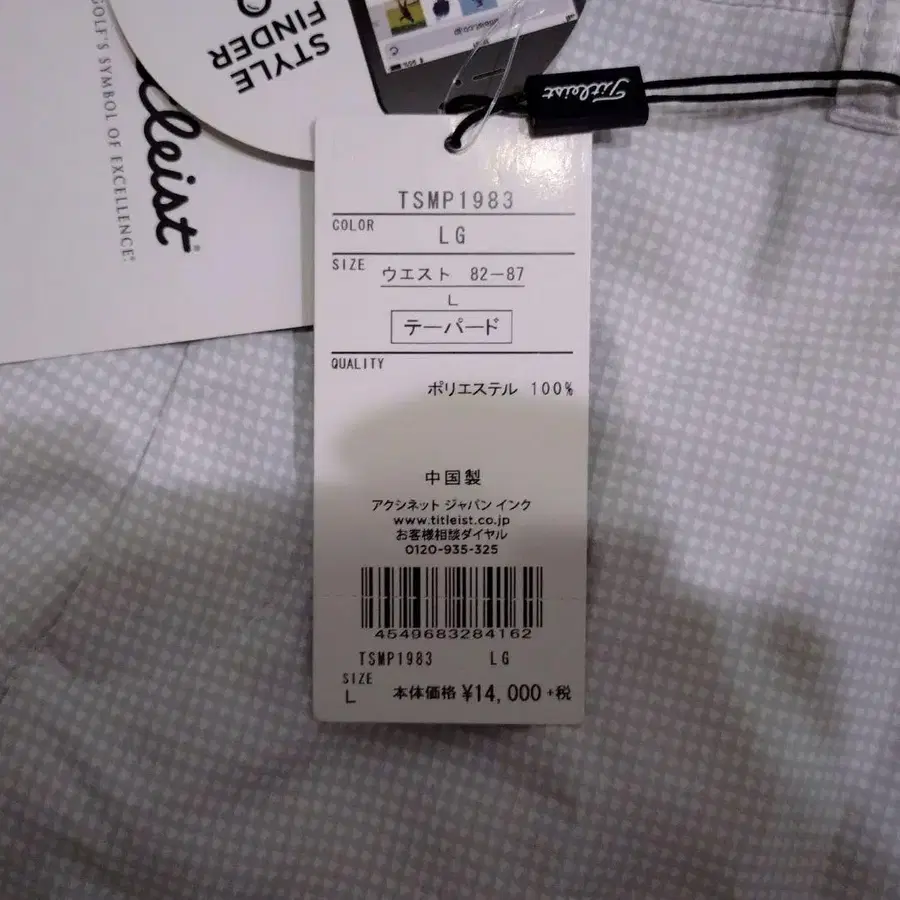 GOLF'S SYMBOL OF EXCELLENCE®
tleist®
STYLE
FINDER
Titleist
TSMP1983
COLOR
LG
SIZE
ウエスト 82-87
L
テーパード
QUALITY
ポリエステル 100%
中国製
アクシネット ジャパン インク
www.titleist.co.jp
お客様相談ダイヤル
0120-935-325
4549683284162
TSMP1983 LG
SIZE
L 本体価格 ¥14,000+税